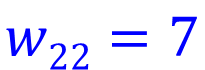 w₂₂ = 7